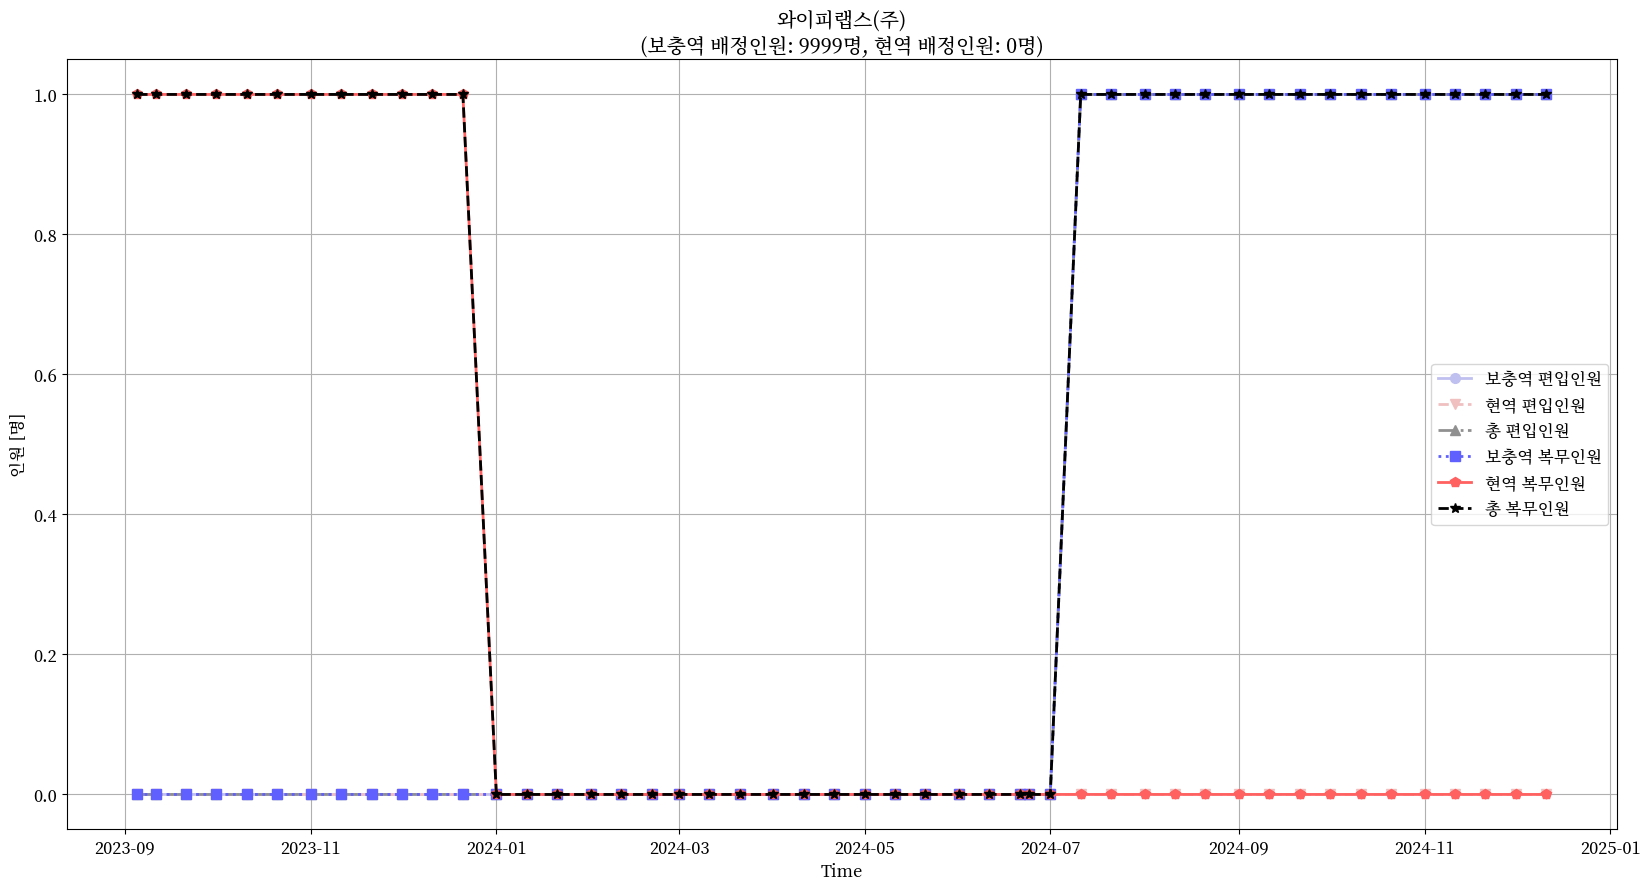 와이피랩스(주)
(보충역 배정인원: 9999명, 현역 배정인원: 0명)
인원 [명]
1.0
0.8
0.6
0.4
0.2
0.0
보충역 편입인원
현역 편입인원
총 편입인원
보충역 복무인원
현역 복무인원
총 복무인원
2023-09
2023-11
2024-01
2024-03
2024-05
2024-07
2024-09
2024-11
2025-01
Time